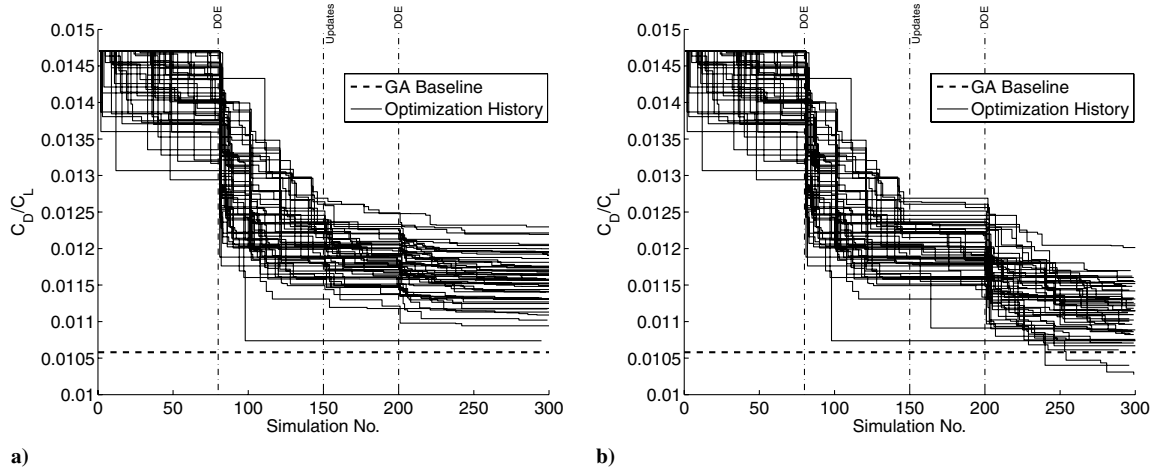 DOE
Updates
DOE
0.015
0.0145
0.014
0.0135
0.013
0.0125
0.012
0.0115
0.011
0.0105
0.01
C_D/C_L
GA Baseline
Optimization History
0 50 100 150 200 250 300
Simulation No.
a)
DOE
Updates
DOE
0.015
0.0145
0.014
0.0135
0.013
0.0125
0.012
0.0115
0.011
0.0105
0.01
C_D/C_L
GA Baseline
Optimization History
0 50 100 150 200 250 300
Simulation No.
b)